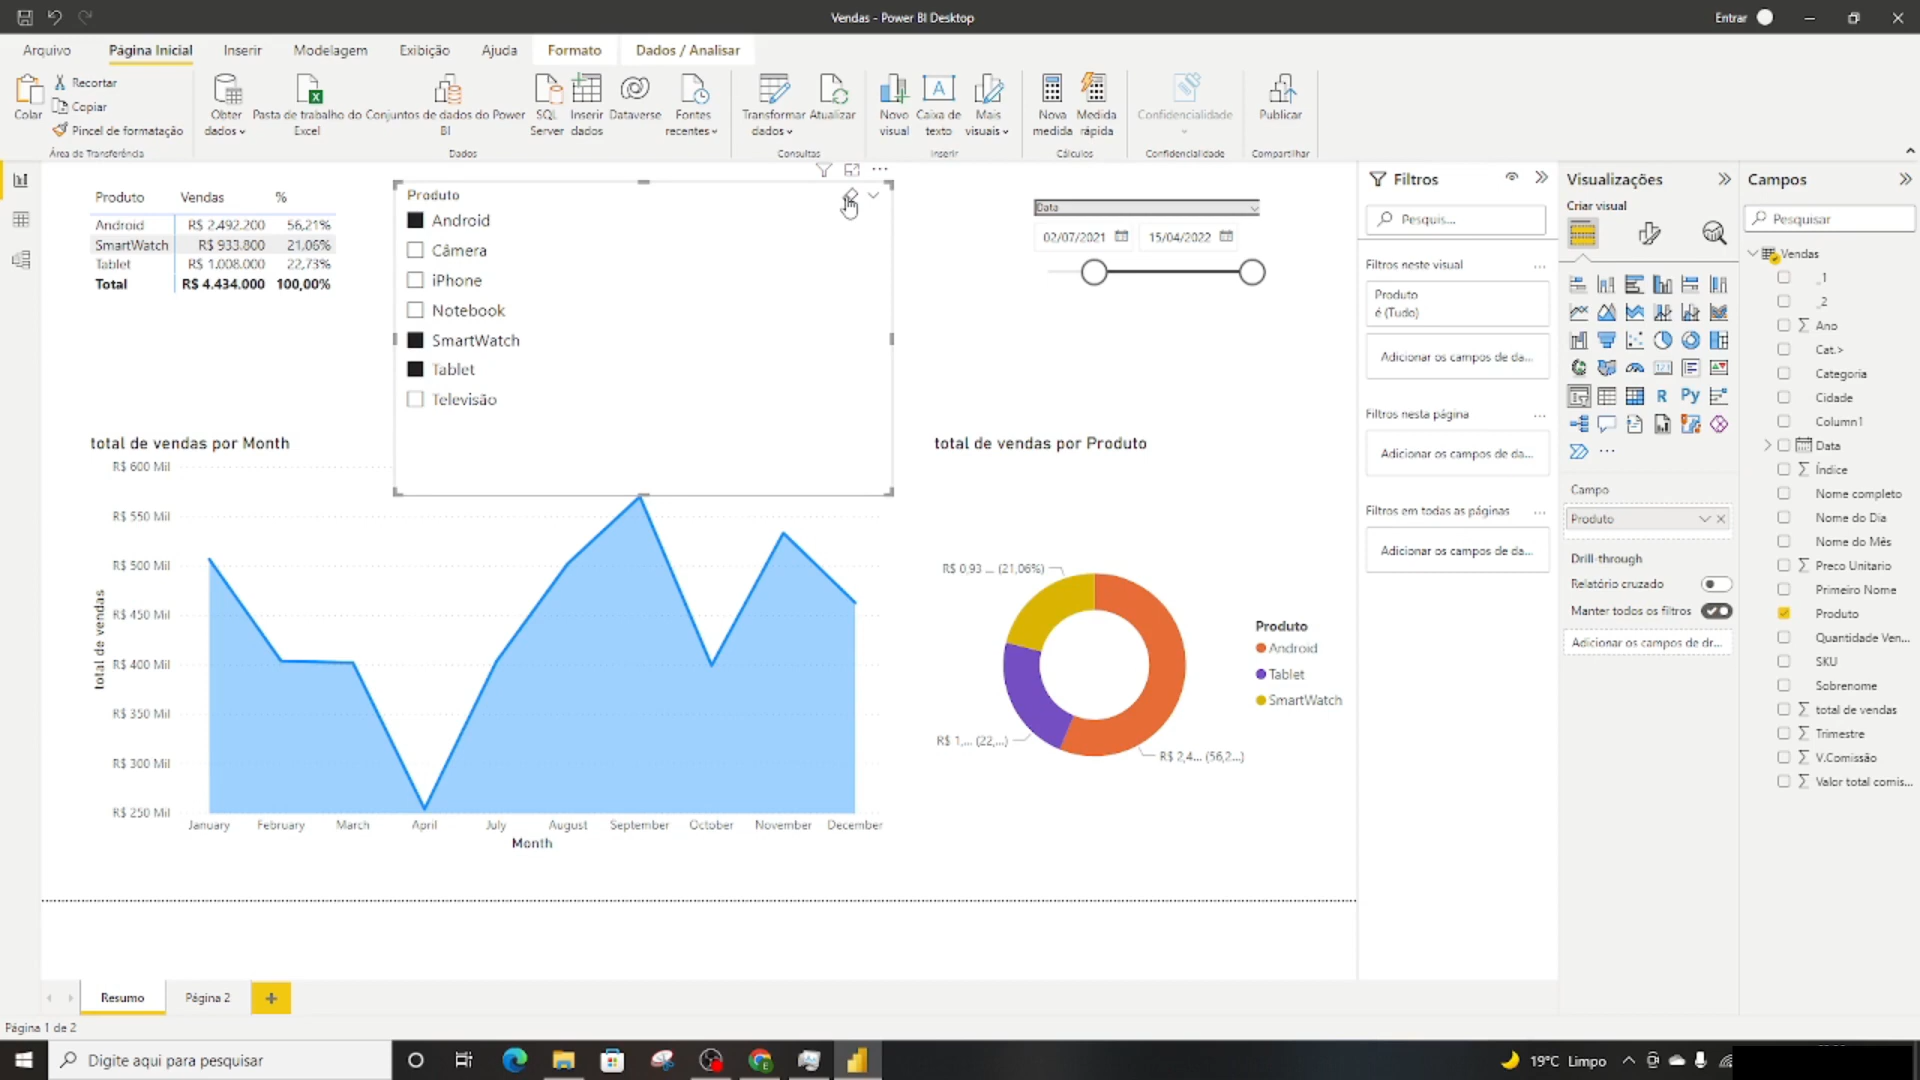 Vendas - Power BI Desktop
Entrar
Arquivo
Página Inicial
Inserir
Modelagem
Exibição
Ajuda
Formato
Dados / Analisar
Colar
Recortar
Copiar
Pincel de formatação
Área de Transferência
Obter dados
Pasta de trabalho do Excel
Conjuntos de dados do Power BI
SQL Server
Inserir dados
Dataverse
Fontes recentes
Dados
Transformar dados
Atualizar
Consultas
Novo visual
Caixa de texto
Mais visuais
Inserir
Nova medida
Medida rápida
Cálculos
Confidencialidade
Confidencialidade
Publicar
Compartilhar
Produto Vendas %
Android R$ 2.492.200 56,21%
SmartWatch R$ 933.800 21,06%
Tablet R$ 1.008.000 22,73%
Total R$ 4.434.000 100,00%
Produto
Android
Câmera
iPhone
Notebook
SmartWatch
Tablet
Televisão
Data
02/07/2021
15/04/2022
total de vendas por Month
total de vendas
R$ 600 Mil
R$ 550 Mil
R$ 500 Mil
R$ 450 Mil
R$ 400 Mil
R$ 350 Mil
R$ 300 Mil
R$ 250 Mil
January February March April July August September October November December
Month
total de vendas por Produto
R$ 0,93 ... (21,06%)
R$ 1,... (22,...)
R$ 2,4... (56,2...)
Produto
Android
Tablet
SmartWatch
Filtros
Pesquis...
Filtros neste visual
Produto
é (Tudo)
Adicionar os campos de da...
Filtros nesta página
Adicionar os campos de da...
Filtros em todas as páginas
Adicionar os campos de da...
Visualizações
Criar visual
123
R
Py
Campo
Produto
Drill-through
Relatório cruzado
Manter todos os filtros
Adicionar os campos de dr...
Campos
Pesquisar
Vendas
_1
_2
Ano
Cat.>
Categoria
Cidade
Column1
Data
Índice
Nome completo
Nome do Dia
Nome do Mês
Preco Unitario
Primeiro Nome
Produto
Quantidade Ven...
SKU
Sobrenome
total de vendas
Trimestre
V.Comissão
Valor total comis...
Resumo
Página 2
Página 1 de 2
Digite aqui para pesquisar
19°C Limpo